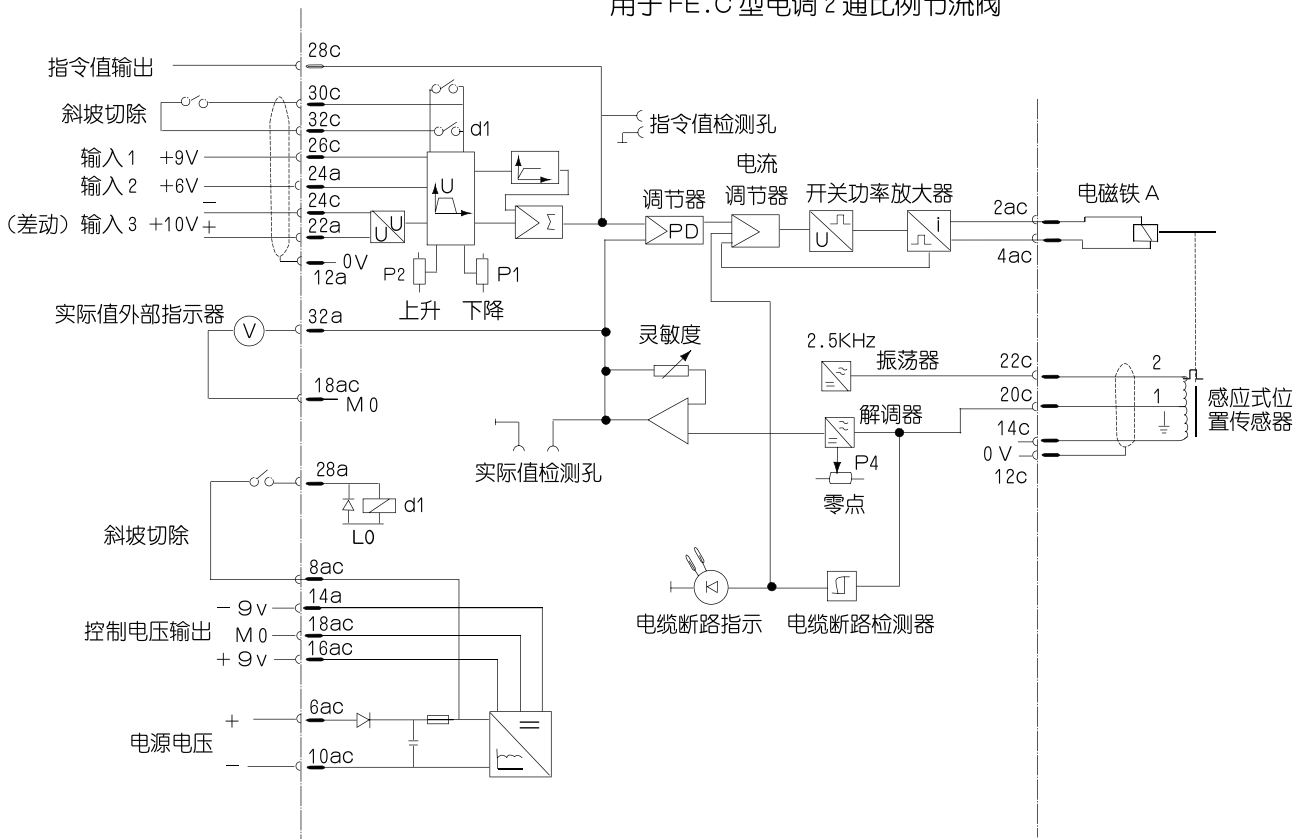 用于FE.C型电调2通比例节流阀
28c
指令值输出
30c
斜坡切除
32c
d1
指令值检测孔
26c
输入1 +9V
24a
输入2 +6V
24c
−
(差动)输入3 +10V
+
22a
0V
12a
U
U
U
P2
P1
上升
下降
Σ
调节器
PD
电流
调节器
开关功率放大器
U
i
2ac
4ac
电磁铁A
实际值外部指示器
V
32a
18ac
M0
灵敏度
2.5KHz
振荡器
22c
2
20c
1
感应式位
置传感器
解调器
14c
0V
12c
P4
零点
实际值检测孔
28a
d1
L0
斜坡切除
8ac
−9v
14a
控制电压输出
M0
18ac
+9v
16ac
电缆断路指示
电缆断路检测器
6ac
+
电源电压
10ac
−